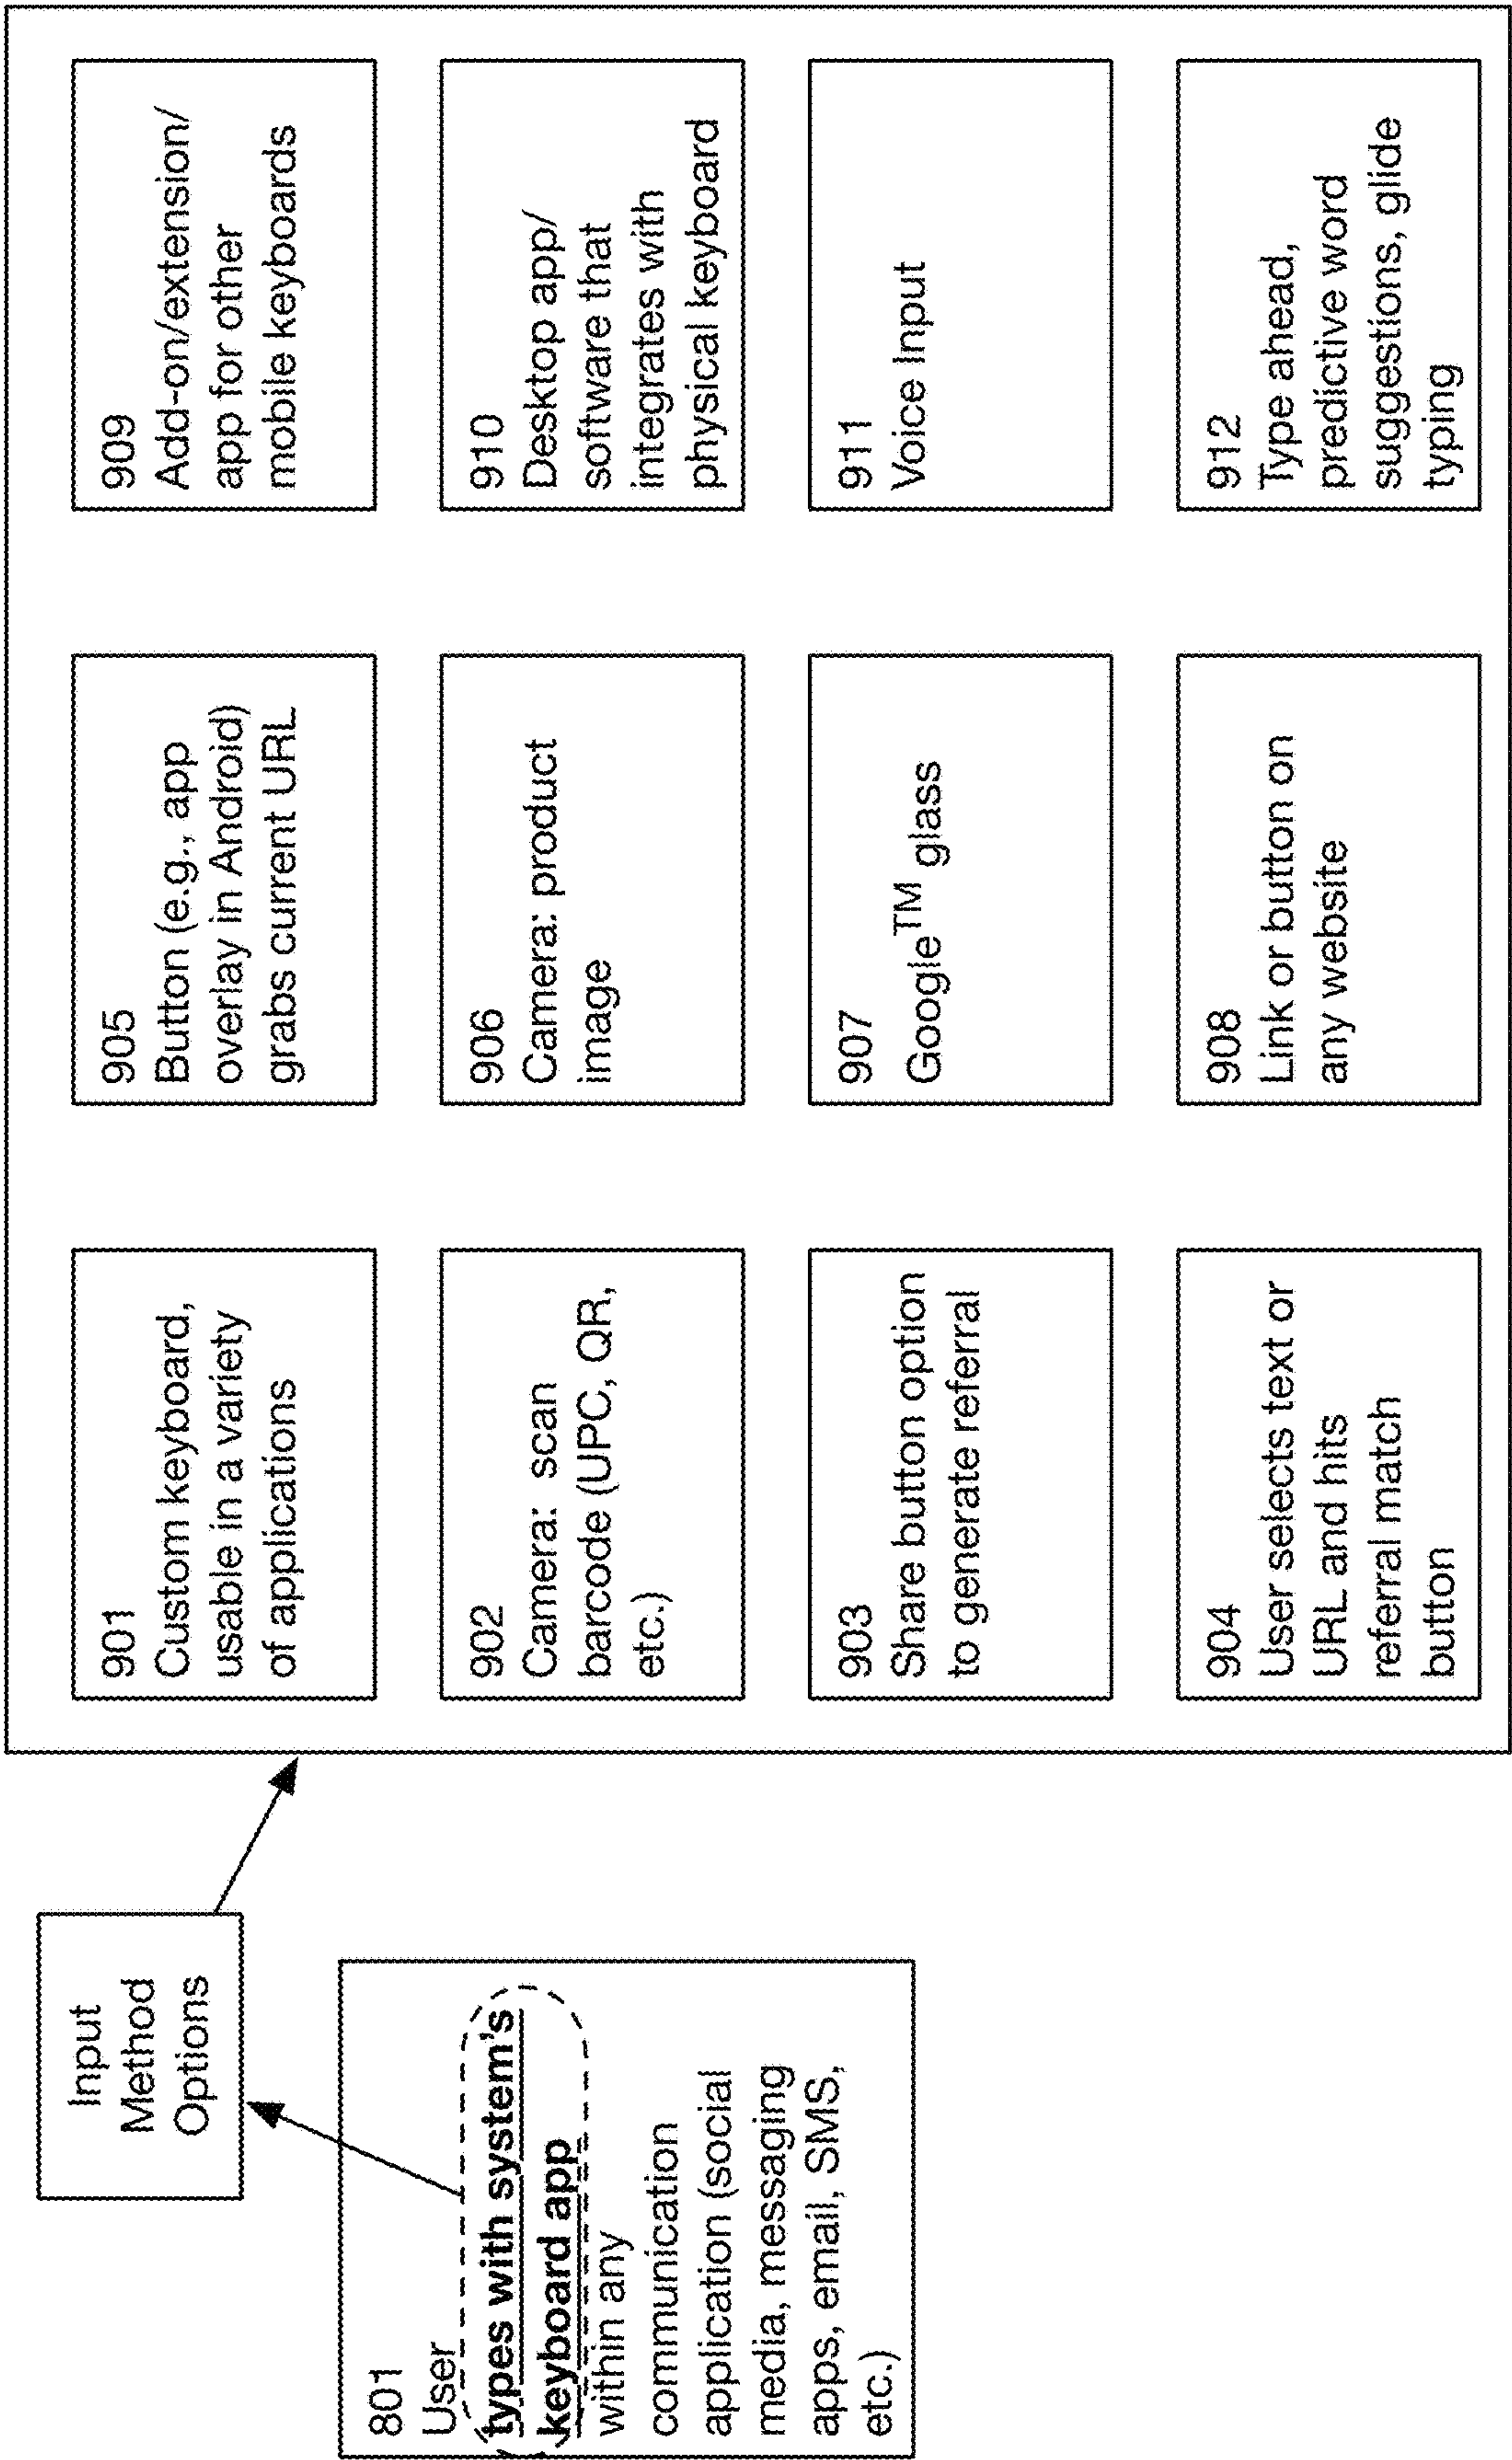 801
User
types with system's
keyboard app
within any
communication
application (social
media, messaging
apps, email, SMS,
etc.)
Input
Method
Options
901
Custom keyboard,
usable in a variety
of applications
902
Camera: scan
barcode (UPC, QR,
etc.)
903
Share button option
to generate referral
904
User selects text or
URL and hits
referral match
button
905
Button (e.g., app
overlay in Android)
grabs current URL
906
Camera: product
image
907
Google™ glass
908
Link or button on
any website
909
Add-on/extension/
app for other
mobile keyboards
910
Desktop app/
software that
integrates with
physical keyboard
911
Voice Input
912
Type ahead,
predictive word
suggestions, glide
typing